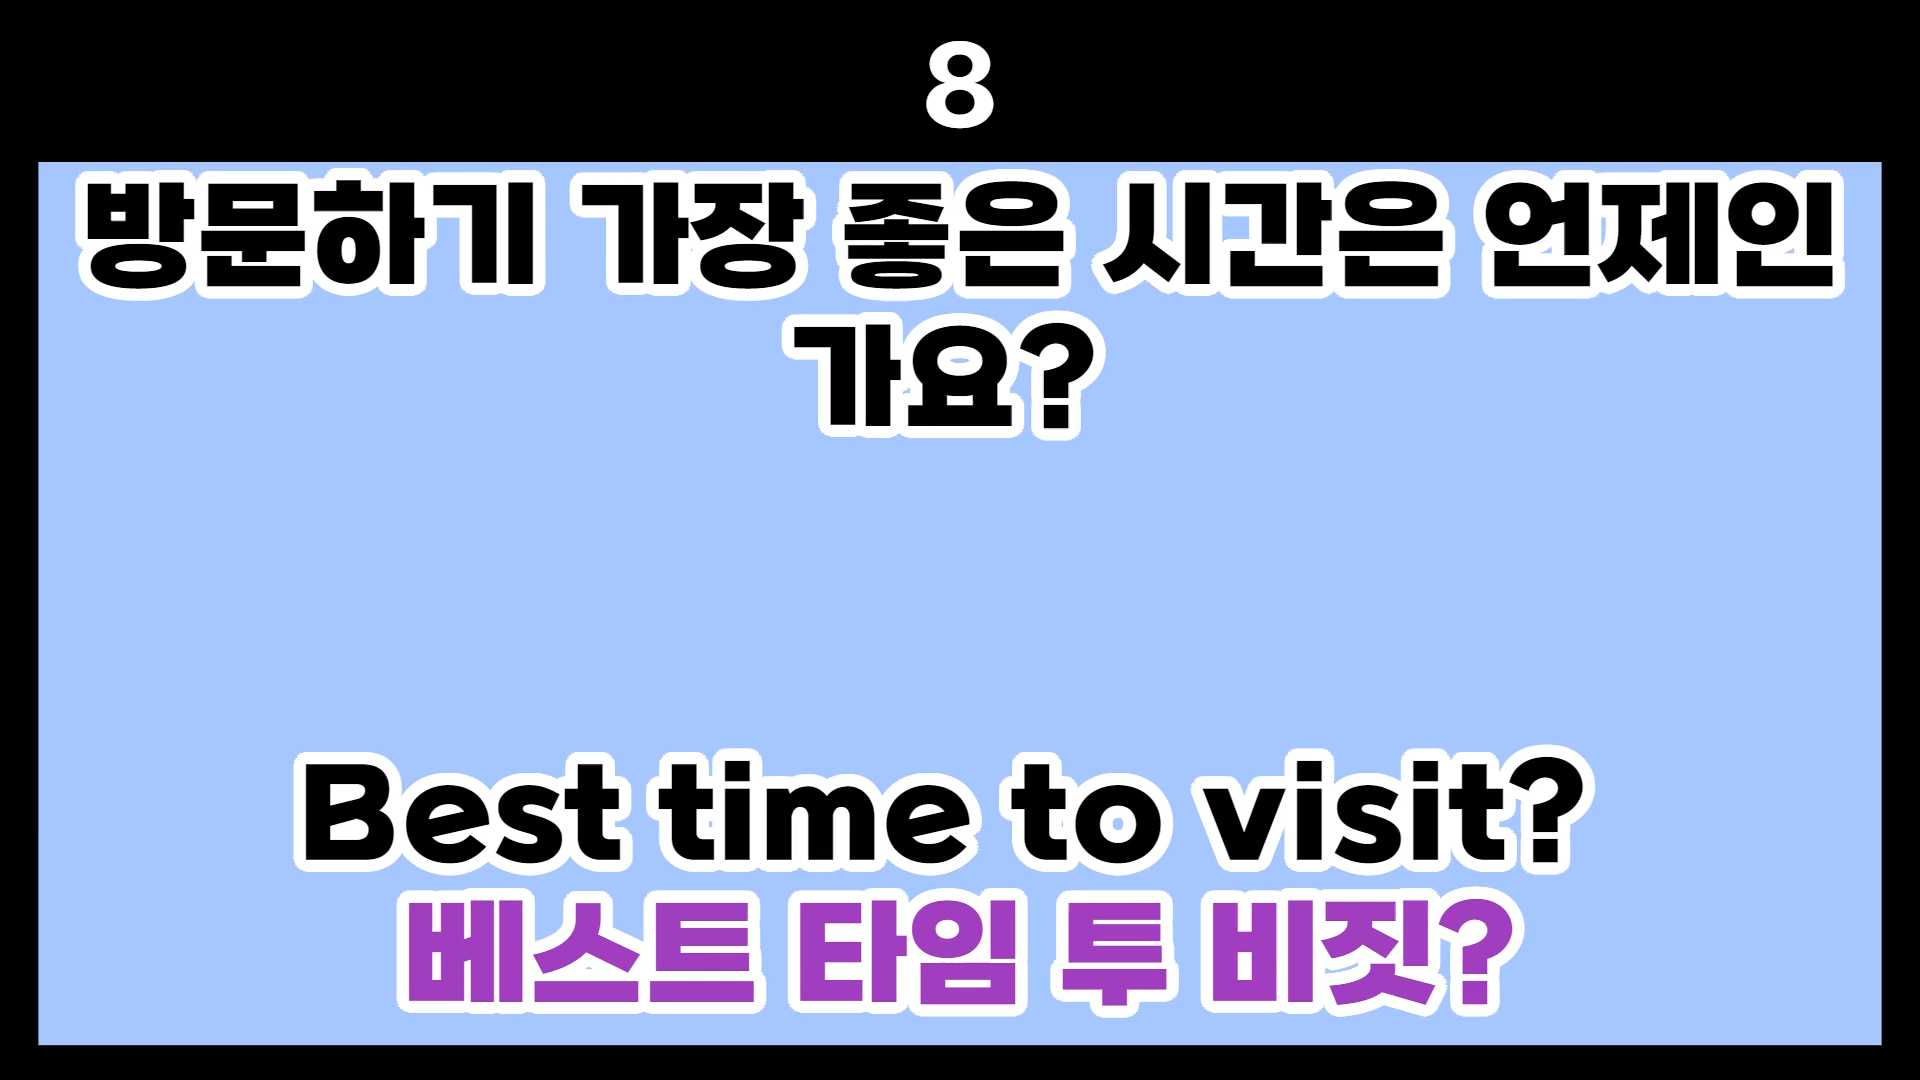 8
방문하기 가장 좋은 시간은 언제인
가요?
Best time to visit?
베스트 타임 투 비짓?